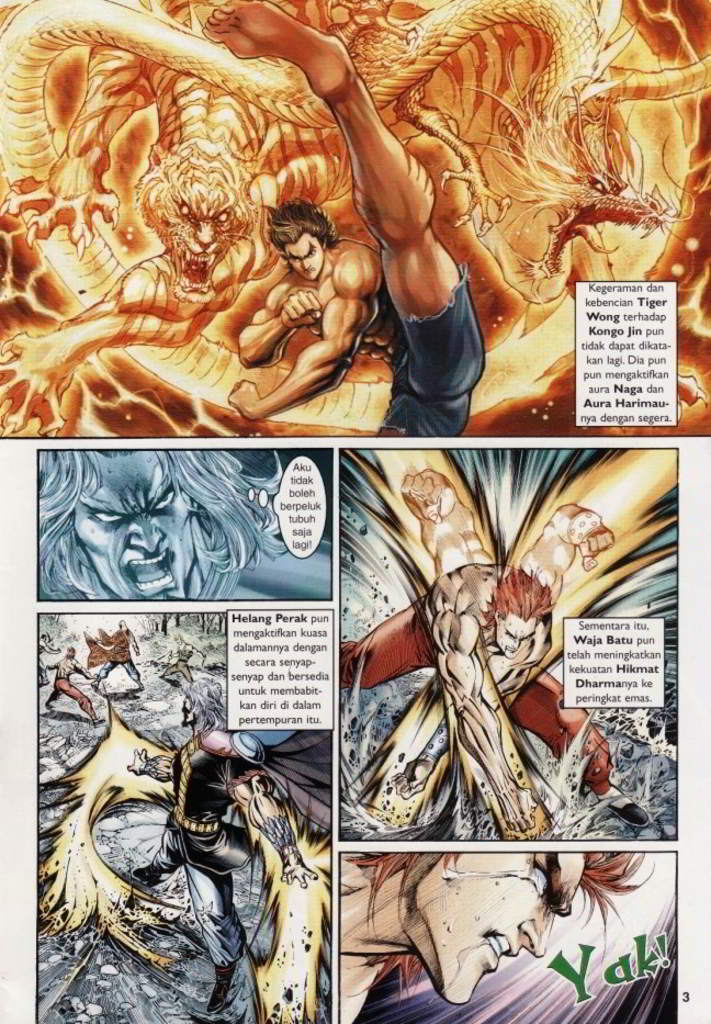 Kegeraman dan
kebencian Tiger
Wong terhadap
Kongo Jin pun
tidak dapat dikata-
kan lagi. Dia pun
pun mengaktifkan
aura Naga dan
Aura Harimau-
nya dengan segera.
Aku
tidak
boleh
berpeluk
tubuh
saja
lagi!
Helang Perak pun
mengaktifkan kuasa
dalamannya dengan
secara senyap-
senyap dan bersedia
untuk membabit-
kan diri di dalam
pertempuran itu.
Sementara itu,
Waja Batu pun
telah meningkatkan
kekuatan Hikmat
Dharmanya ke
peringkat emas.
Yak!
3